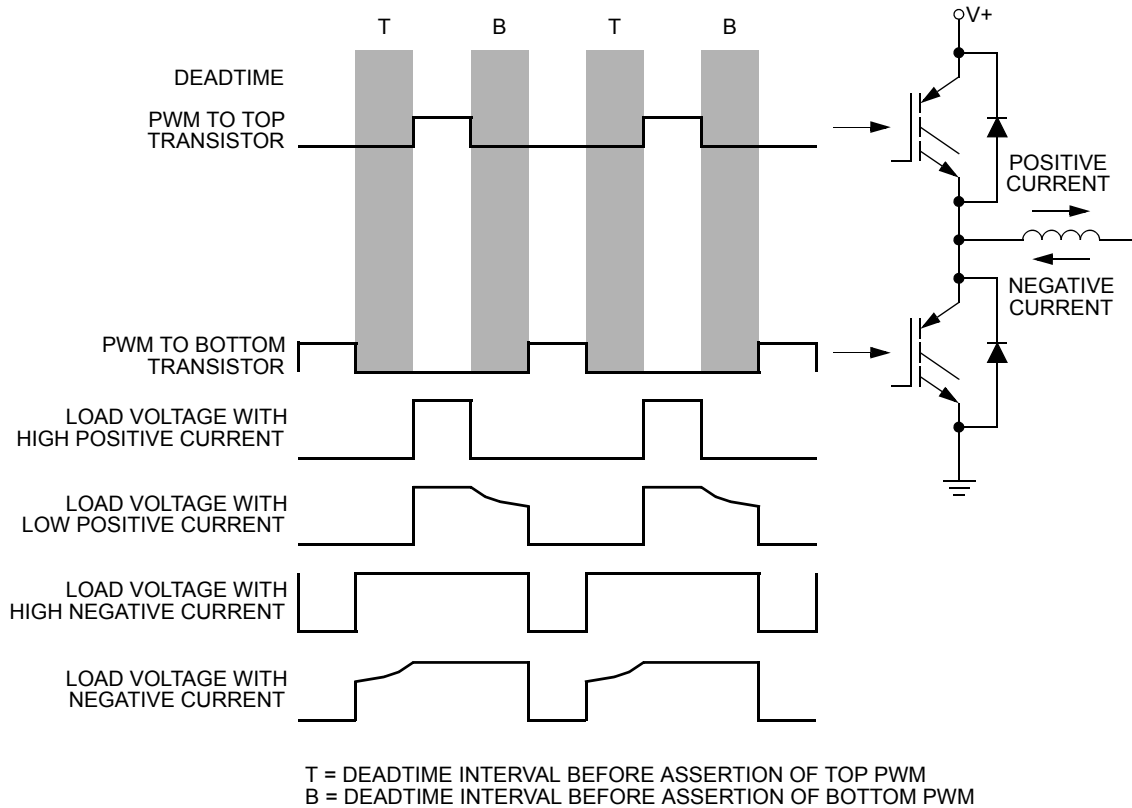 T B T B
V+
DEADTIME
PWM TO TOP
TRANSISTOR
POSITIVE
CURRENT
NEGATIVE
CURRENT
PWM TO BOTTOM
TRANSISTOR
LOAD VOLTAGE WITH
HIGH POSITIVE CURRENT
LOAD VOLTAGE WITH
LOW POSITIVE CURRENT
LOAD VOLTAGE WITH
HIGH NEGATIVE CURRENT
LOAD VOLTAGE WITH
NEGATIVE CURRENT
T = DEADTIME INTERVAL BEFORE ASSERTION OF TOP PWM
B = DEADTIME INTERVAL BEFORE ASSERTION OF BOTTOM PWM